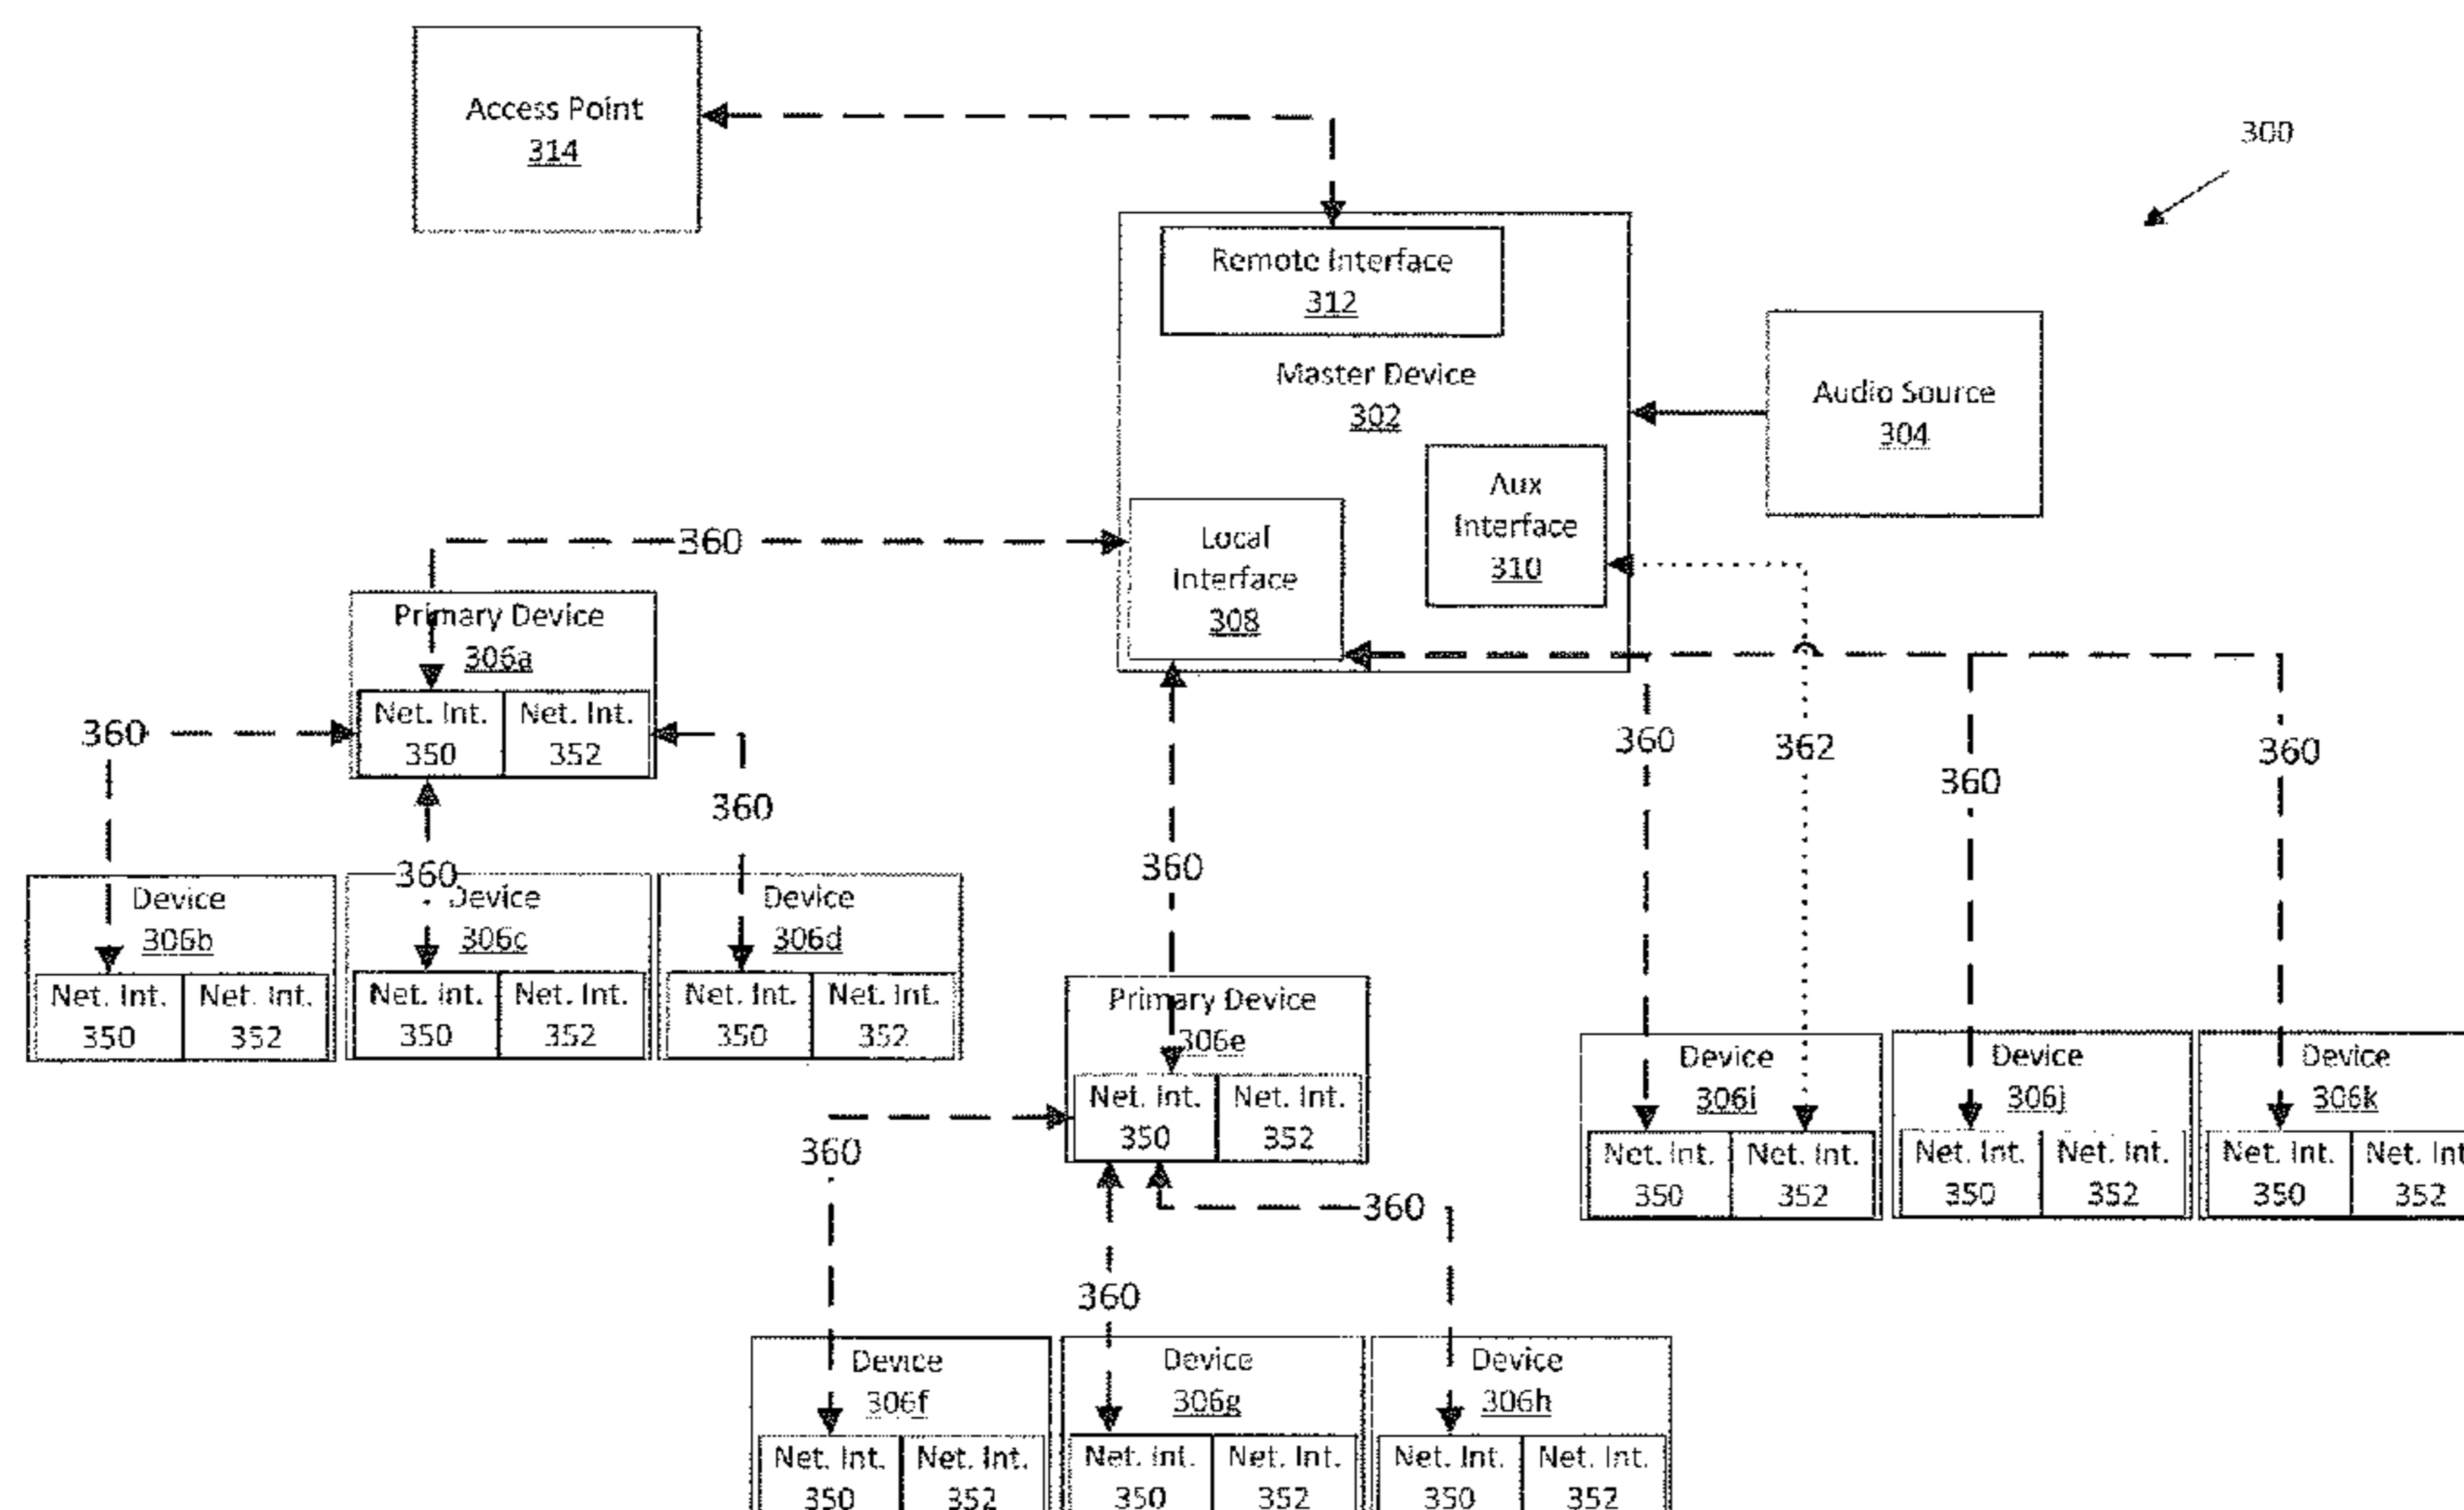 Access Point
314
300
Remote Interface
312
Master Device
302
Audio Source
304
Aux
Interface
310
Local
Interface
308
360
Primary Device
306a
Net. Int.
350
Net. Int.
352
360
360
360
362
360
360
360
360
Device
306b
Net. Int.
350
Net. Int.
352
Device
306c
Net. Int.
350
Net. Int.
352
Device
306d
Net. Int.
350
Net. Int.
352
360
Primary Device
306e
Net. Int.
350
Net. Int.
352
Device
306i
Net. Int.
350
Net. Int.
352
Device
306j
Net. Int.
350
Net. Int.
352
Device
306k
Net. Int.
350
Net. Int
352
360
360
360
Device
306f
Net. Int.
350
Net. Int.
352
Device
306g
Net. Int.
350
Net. Int.
352
Device
306h
Net. Int.
350
Net. Int.
352